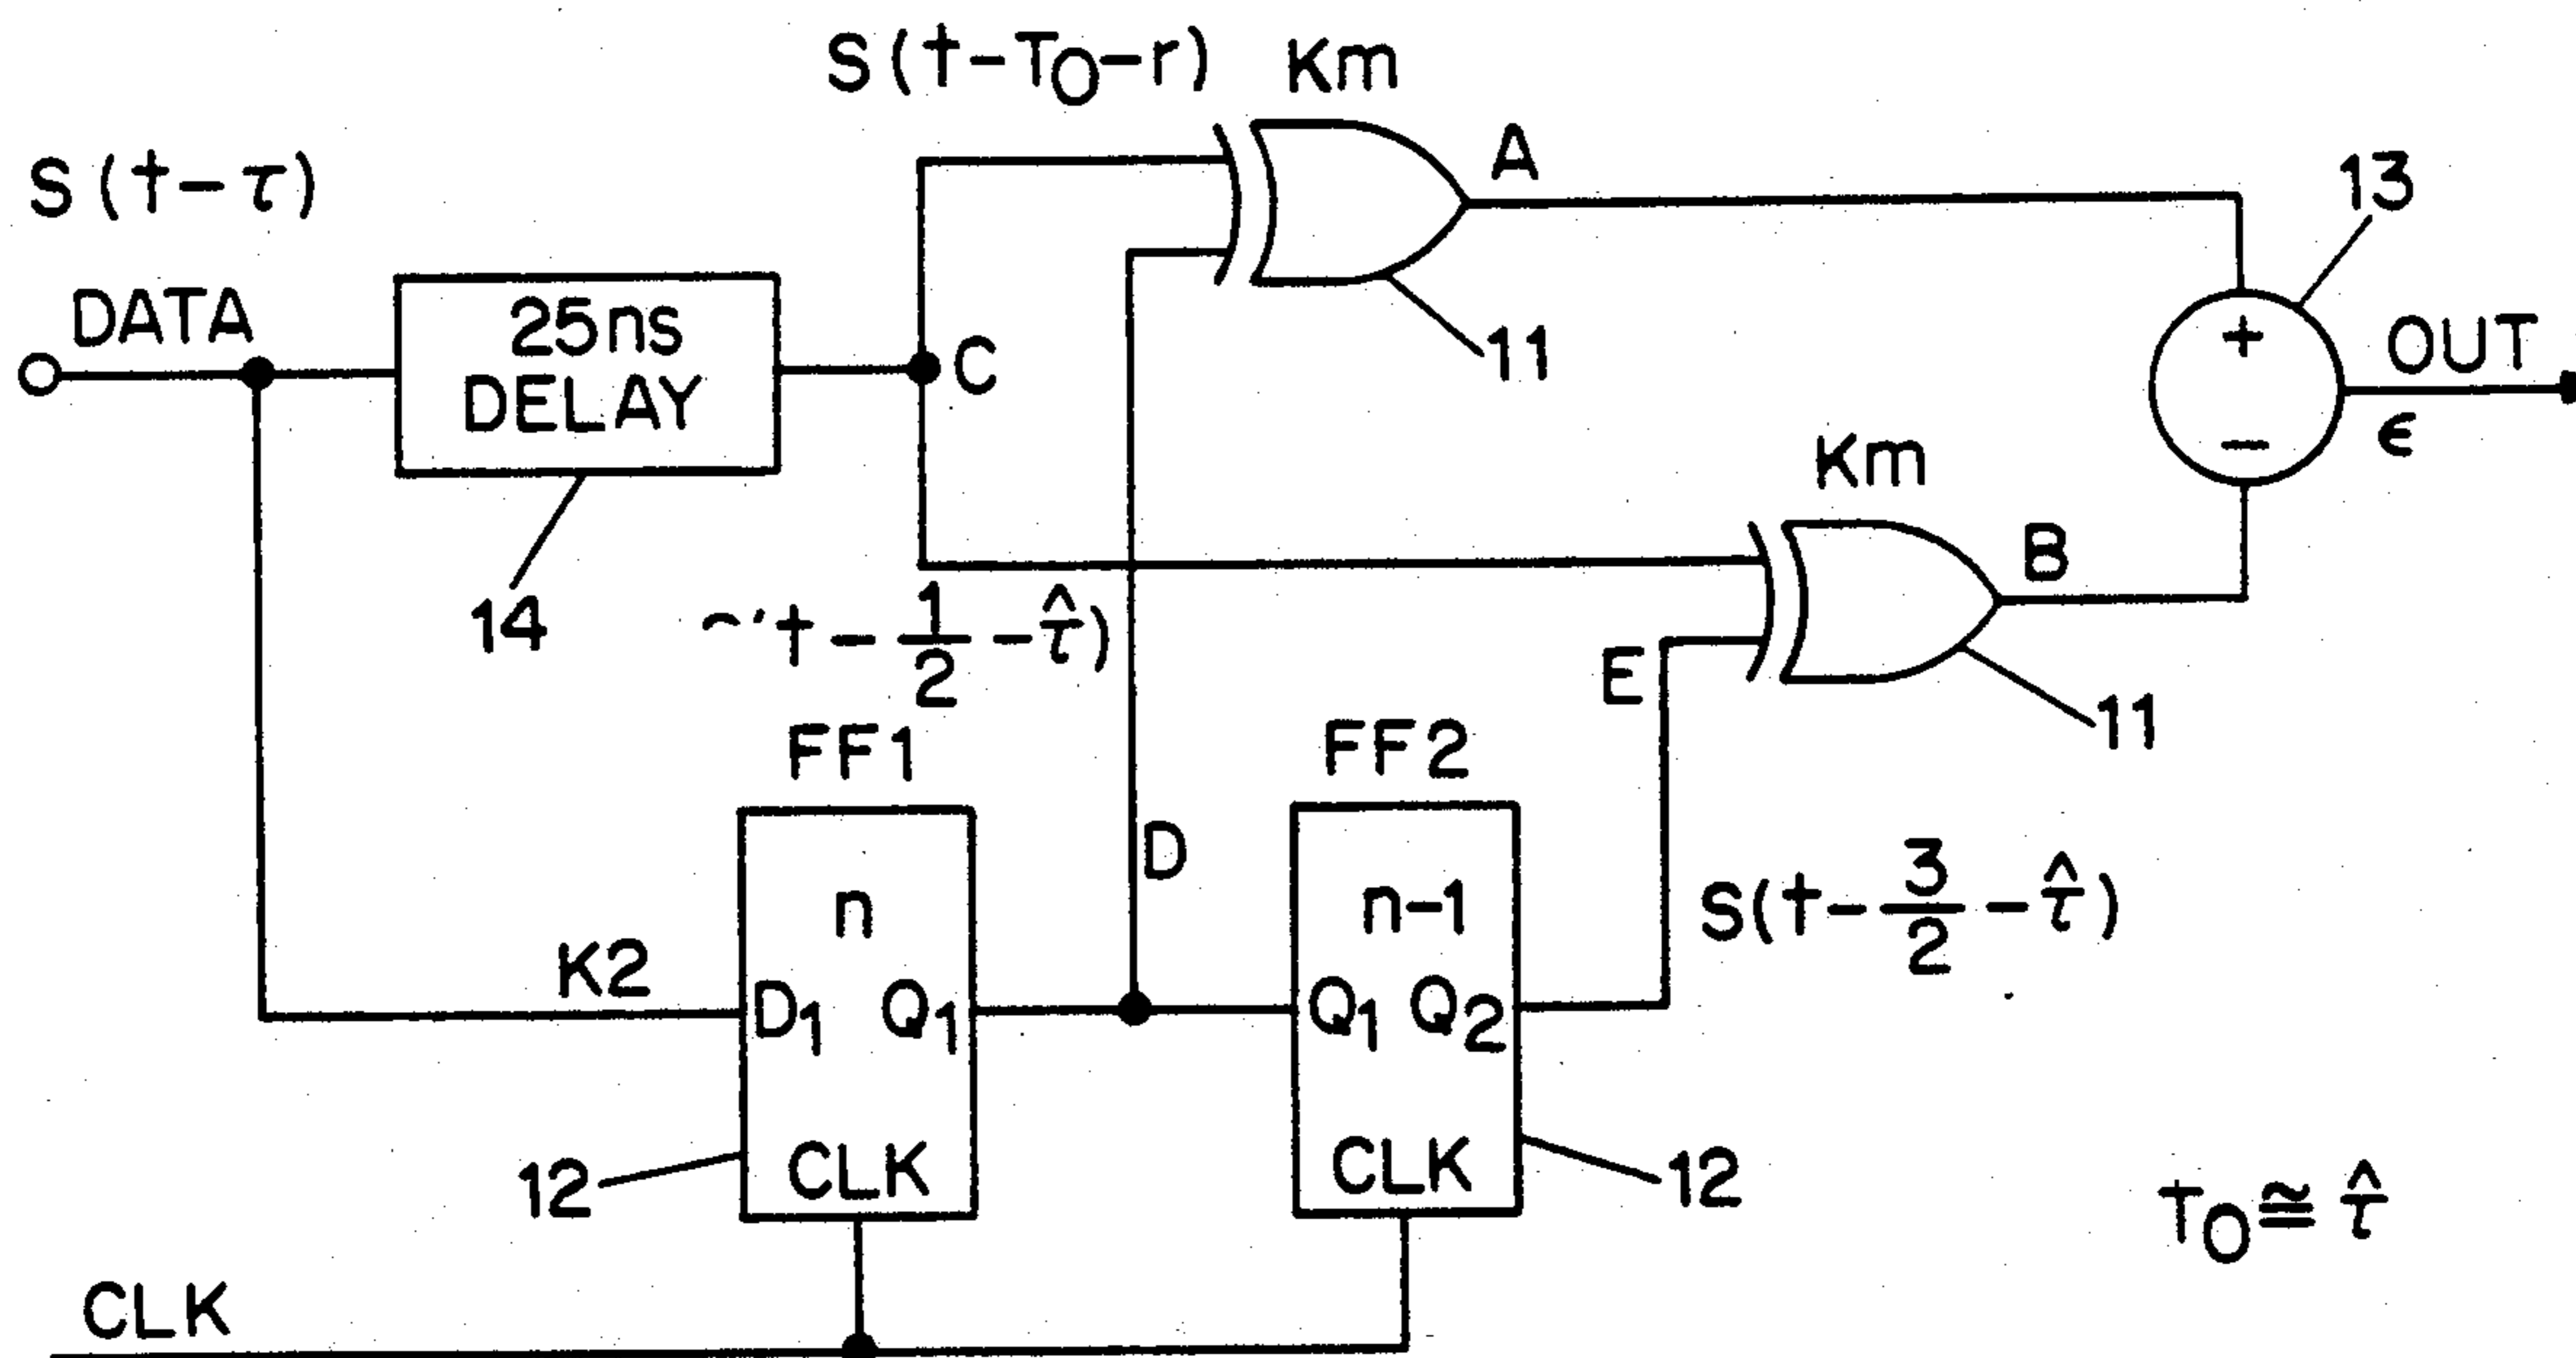 S(t-T0-r)
Km
A
13
S(t-τ)
DATA
25ns
DELAY
C
11
+
−
OUT
ϵ
Km
B
14
t - 1/2 - τ̂)
E
11
FF1
FF2
D
n
n-1
S(t - 3/2 - τ̂)
K2
D1 Q1
Q1 Q2
CLK
CLK
12
12
T0 ≅ τ̂
CLK